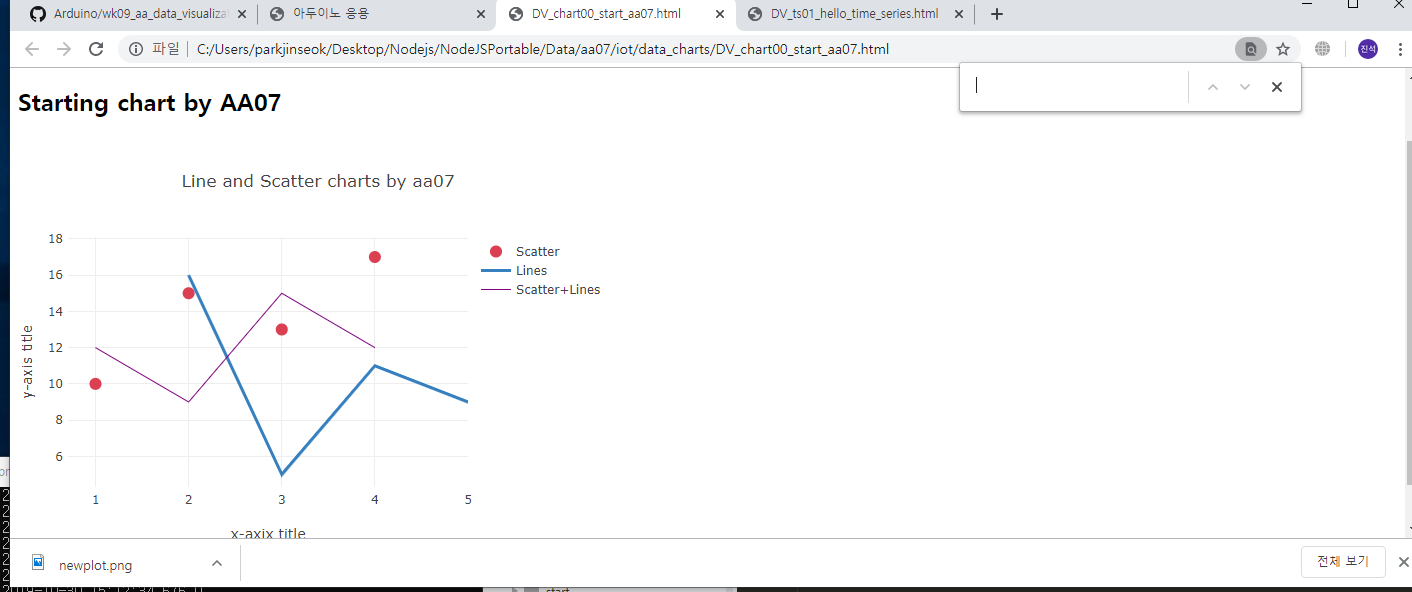 Arduino/wk09_aa_data_visualiza
아두이노 응용
DV_chart00_start_aa07.html
DV_ts01_hello_time_series.html
파일
C:/Users/parkjinseok/Desktop/Nodejs/NodeJSPortable/Data/aa07/iot/data_charts/DV_chart00_start_aa07.html
진석
Starting chart by AA07
Line and Scatter charts by aa07
18
16
14
12
10
8
6
y-axis title
1
2
3
4
5
x-axix title
Scatter
Lines
Scatter+Lines
newplot.png
전체 보기
start